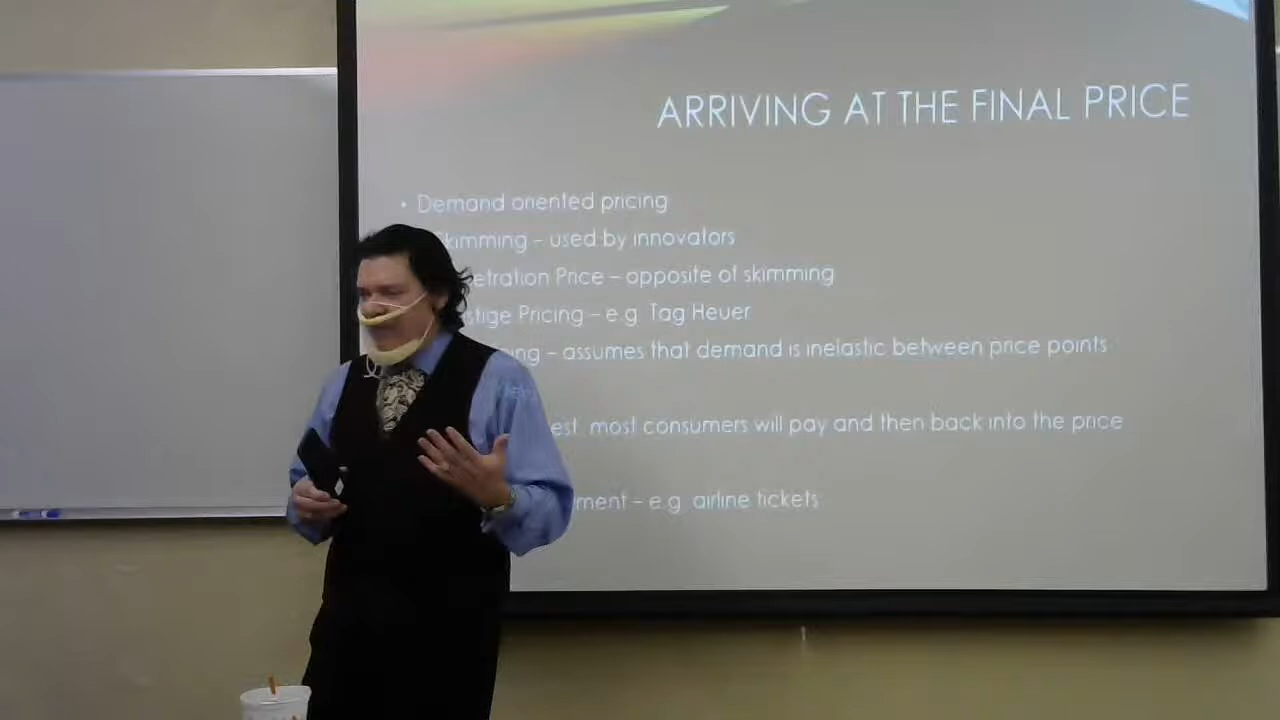 ARRIVING AT THE FINAL PRICE
• Demand oriented pricing
kimming – used by innovators
etration Price – opposite of skimming
stige Pricing – e.g. Tag Heuer
ing – assumes that demand is inelastic between price points
est most consumers will pay and then back into the price
ment – e.g. airline tickets